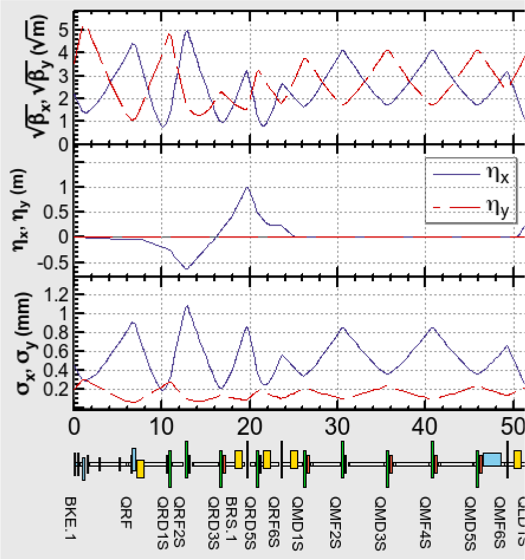 √βx, √βy (√m)
5
4
3
2
1
0
ηx, ηy (m)
1
0
-0.5
ηx
ηy
σx, σy (mm)
1.2
1
0.8
0.6
0.4
0.2
0 10 20 30 40 50
BKE.1 QRF QRD1S QRF2S QRD3S BRS.1 QRD5S QRF6S QMD1S QMF2S QMD3S QMF4S QMD5S QMF6S